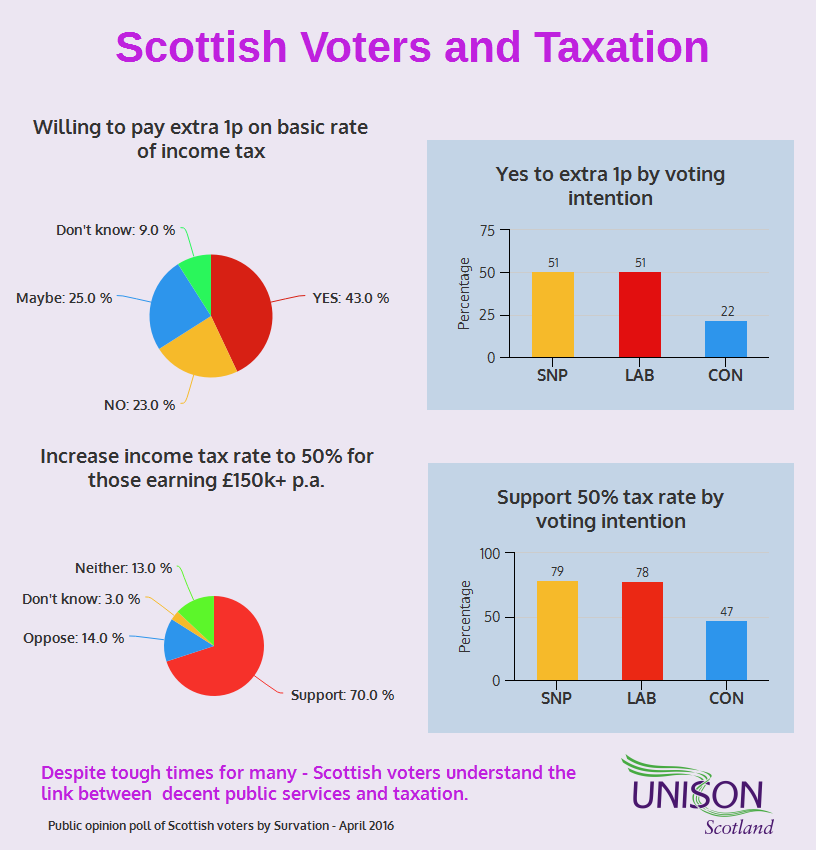 Scottish Voters and Taxation
Willing to pay extra 1p on basic rate
of income tax
Don't know: 9.0 %
Maybe: 25.0 %
YES: 43.0 %
NO: 23.0 %
Yes to extra 1p by voting
intention
Percentage
75
50
25
0
51
51
22
SNP
LAB
CON
Increase income tax rate to 50% for
those earning £150k+ p.a.
Neither: 13.0 %
Don't know: 3.0 %
Oppose: 14.0 %
Support: 70.0 %
Support 50% tax rate by
voting intention
Percentage
100
50
0
79
78
47
SNP
LAB
CON
Despite tough times for many - Scottish voters understand the
link between  decent public services and taxation.
Public opinion poll of Scottish voters by Survation - April 2016
UNISON
Scotland